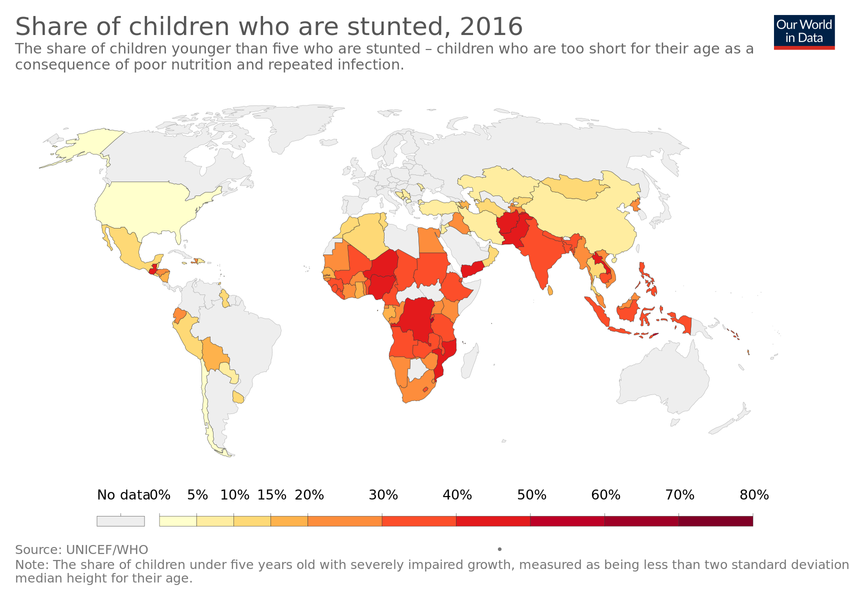 Share of children who are stunted, 2016
Our World
in Data
The share of children younger than five who are stunted – children who are too short for their age as a
consequence of poor nutrition and repeated infection.
No data 0% 5% 10% 15% 20% 30% 40% 50% 60% 70% 80%
Source: UNICEF/WHO •
Note: The share of children under five years old with severely impaired growth, measured as being less than two standard deviation
median height for their age.